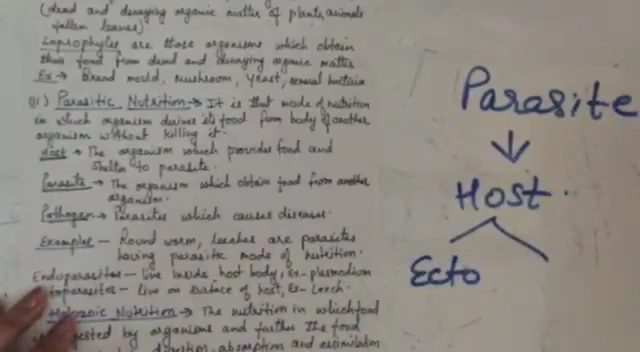 (dead and decaying organic matter of plants, animals
fallen leaves)
Saprophytes are those organisms which obtain
their food from dead and decaying organic matter
Ex → Bread mould, mushroom, yeast, several bacteria
Parasitic Nutrition → It is that mode of nutrition
in which organism derives its food from body of another
organism without killing it.
Host → The organism which provides food and
shelter to parasite.
Parasite → The organism which obtain food from another
organism.
Pathogen → Parasites which causes diseases.
Examples — Round worm, leeches are parasites
having parasitic mode of nutrition.
Endoparasites — live inside host body, Ex- plasmodium
toparasites — live on surface of host, Ex- Leech.
Holozoic Nutrition → The nutrition in which food
gested by organisms and further the food
digestion, absorption and assimilation
Parasite
↓
Host.
Ecto